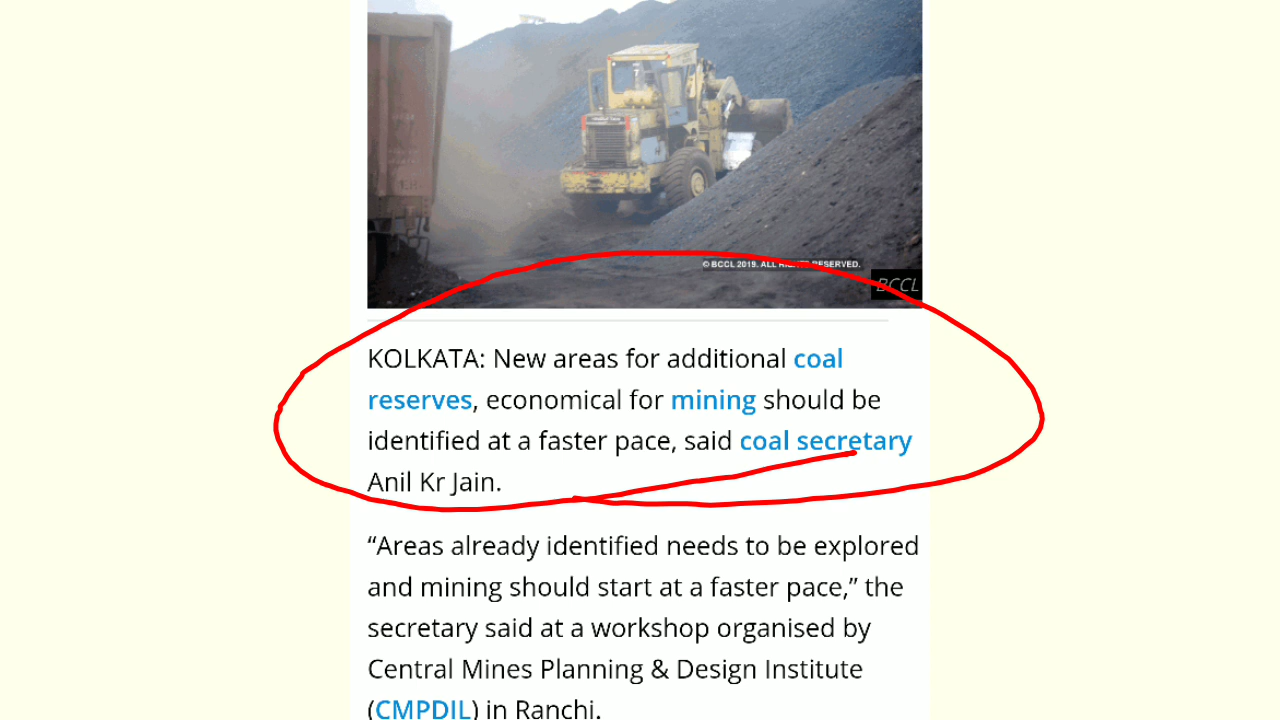 © BCCL 2019. ALL RIGHTS RESERVED.
BCCL
KOLKATA: New areas for additional coal
reserves, economical for mining should be
identified at a faster pace, said coal secretary
Anil Kr Jain.
“Areas already identified needs to be explored
and mining should start at a faster pace,” the
secretary said at a workshop organised by
Central Mines Planning & Design Institute
(CMPDIL) in Ranchi.